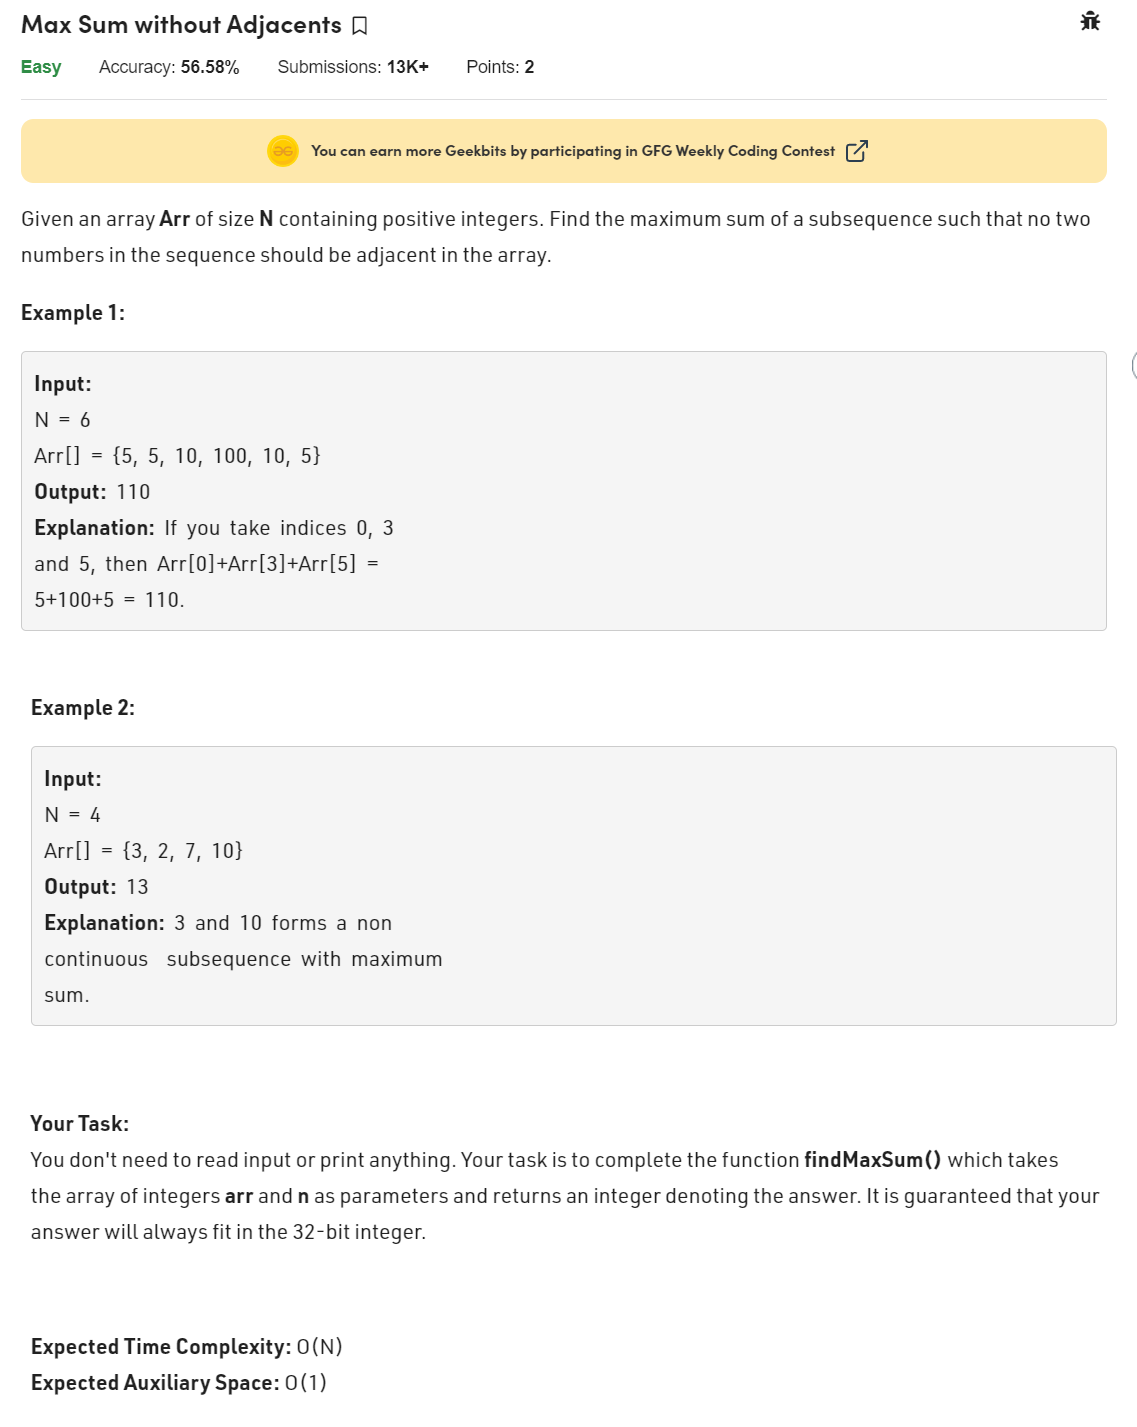 Max Sum without Adjacents
Easy Accuracy: 56.58% Submissions: 13K+ Points: 2
You can earn more Geekbits by participating in GFG Weekly Coding Contest
Given an array Arr of size N containing positive integers. Find the maximum sum of a subsequence such that no two
numbers in the sequence should be adjacent in the array.
Example 1:
Input:
N = 6
Arr[] = {5, 5, 10, 100, 10, 5}
Output: 110
Explanation: If you take indices 0, 3
and 5, then Arr[0]+Arr[3]+Arr[5] =
5+100+5 = 110.
Example 2:
Input:
N = 4
Arr[] = {3, 2, 7, 10}
Output: 13
Explanation: 3 and 10 forms a non
continuous subsequence with maximum
sum.
Your Task:
You don't need to read input or print anything. Your task is to complete the function findMaxSum() which takes
the array of integers arr and n as parameters and returns an integer denoting the answer. It is guaranteed that your
answer will always fit in the 32-bit integer.
Expected Time Complexity: O(N)
Expected Auxiliary Space: O(1)